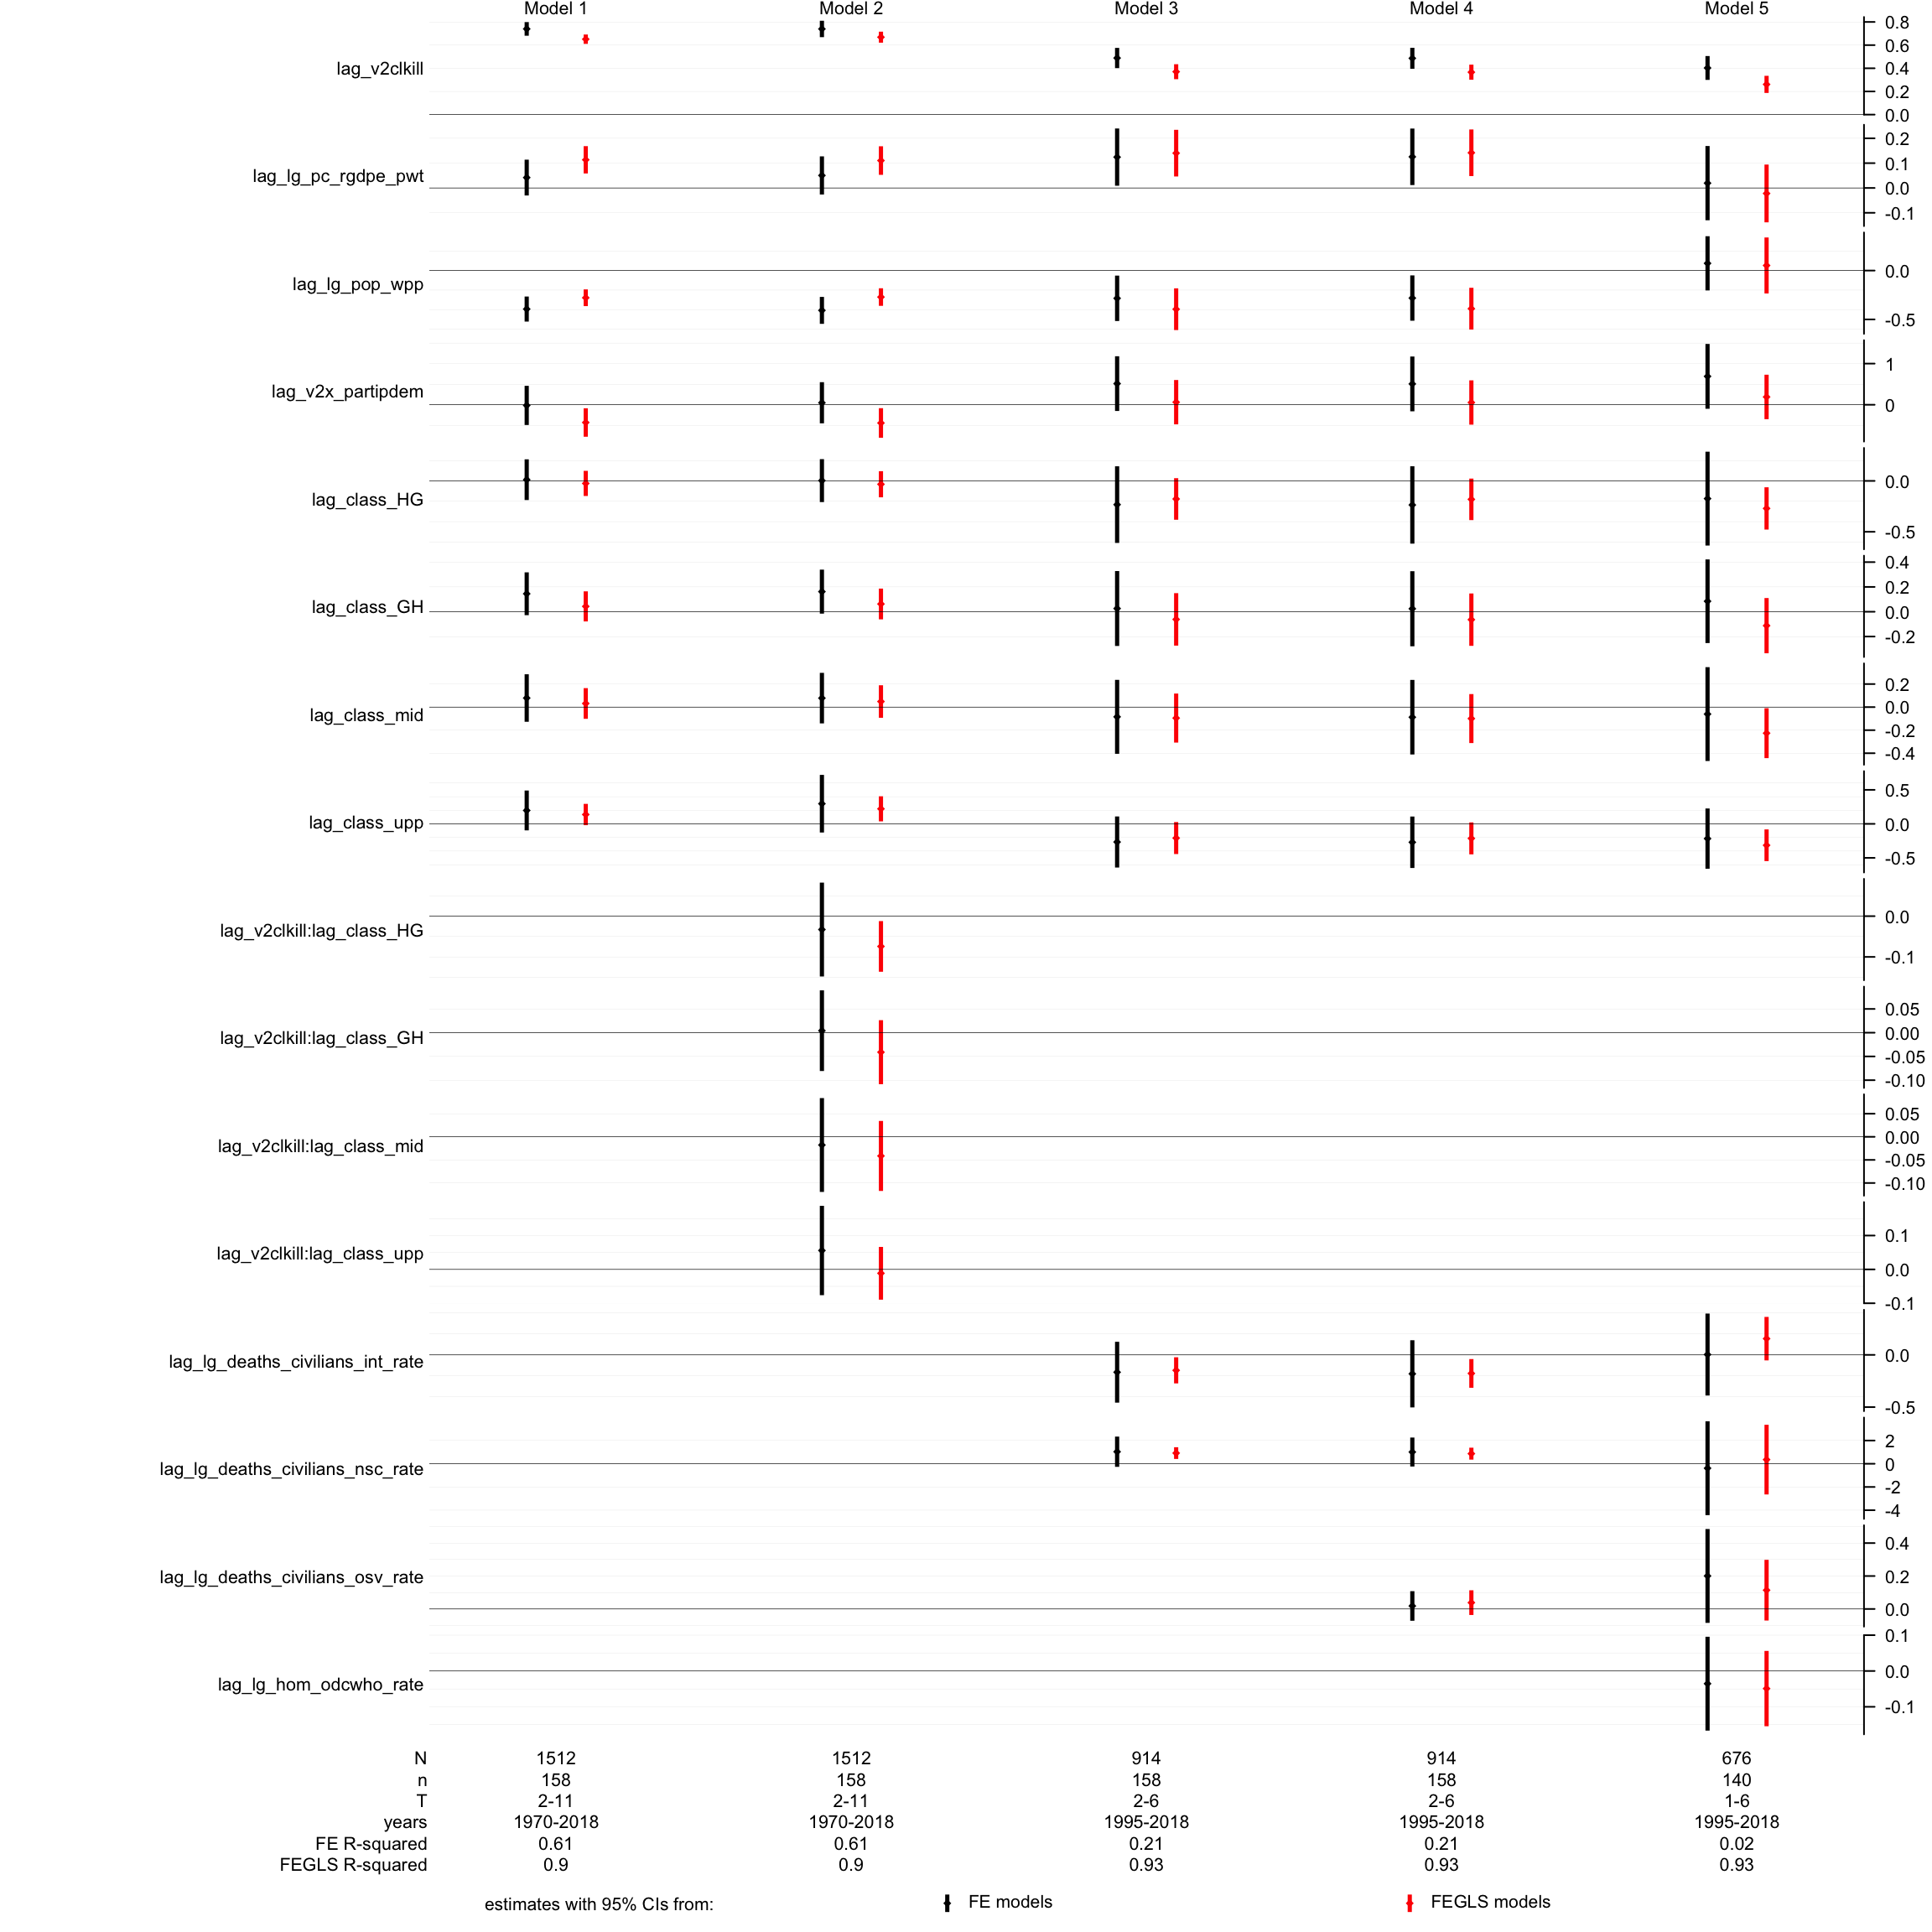 Model 1 Model 2 Model 3 Model 4 Model 5
lag_v2clkill
0.8
0.6
0.4
0.2
0.0
lag_lg_pc_rgdpe_pwt
0.2
0.1
0.0
-0.1
lag_lg_pop_wpp
0.0
-0.5
lag_v2x_partipdem
1
0
lag_class_HG
0.0
-0.5
lag_class_GH
0.4
0.2
0.0
-0.2
lag_class_mid
0.2
0.0
-0.2
-0.4
lag_class_upp
0.5
0.0
-0.5
lag_v2clkill:lag_class_HG
0.0
-0.1
lag_v2clkill:lag_class_GH
0.05
0.00
-0.05
-0.10
lag_v2clkill:lag_class_mid
0.05
0.00
-0.05
-0.10
lag_v2clkill:lag_class_upp
0.1
0.0
-0.1
lag_lg_deaths_civilians_int_rate
0.0
-0.5
lag_lg_deaths_civilians_nsc_rate
2
0
-2
-4
lag_lg_deaths_civilians_osv_rate
0.4
0.2
0.0
lag_lg_hom_odcwho_rate
0.1
0.0
-0.1
N 1512 1512 914 914 676
n 158 158 158 158 140
T 2-11 2-11 2-6 2-6 1-6
years 1970-2018 1970-2018 1995-2018 1995-2018 1995-2018
FE R-squared 0.61 0.61 0.21 0.21 0.02
FEGLS R-squared 0.9 0.9 0.93 0.93 0.93
estimates with 95% CIs from: FE models FEGLS models